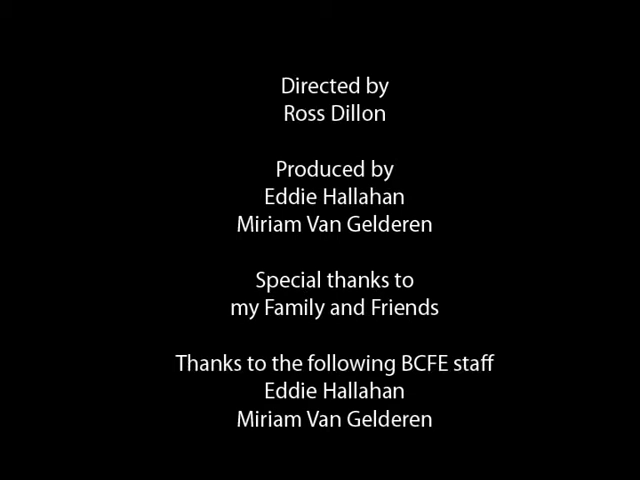 Directed by
Ross Dillon
Produced by
Eddie Hallahan
Miriam Van Gelderen
Special thanks to
my Family and Friends
Thanks to the following BCFE staff
Eddie Hallahan
Miriam Van Gelderen